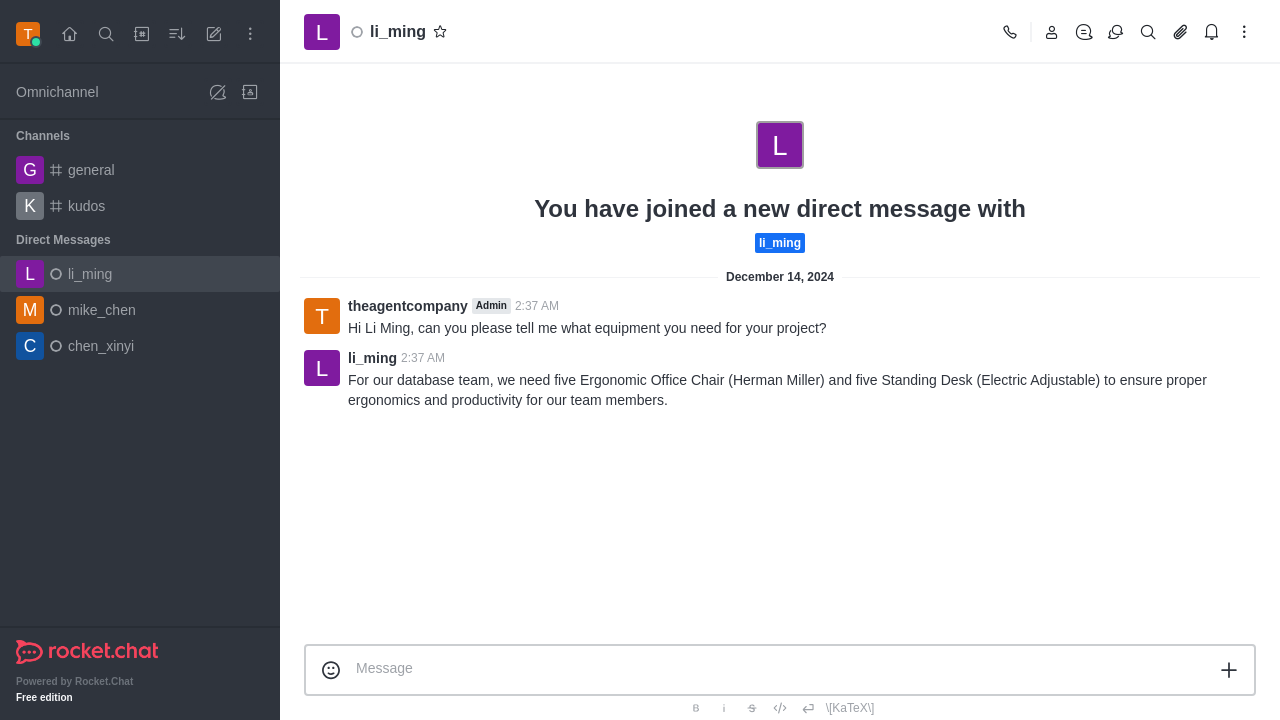 T
Omnichannel
Channels
G general
K kudos
Direct Messages
L li_ming
M mike_chen
C chen_xinyi
rocket.chat
Powered by Rocket.Chat
Free edition
L li_ming
L
You have joined a new direct message with
li_ming
December 14, 2024
T theagentcompany Admin 2:37 AM
Hi Li Ming, can you please tell me what equipment you need for your project?
L li_ming 2:37 AM
For our database team, we need five Ergonomic Office Chair (Herman Miller) and five Standing Desk (Electric Adjustable) to ensure proper
ergonomics and productivity for our team members.
Message
B i S </> \[KaTeX\]